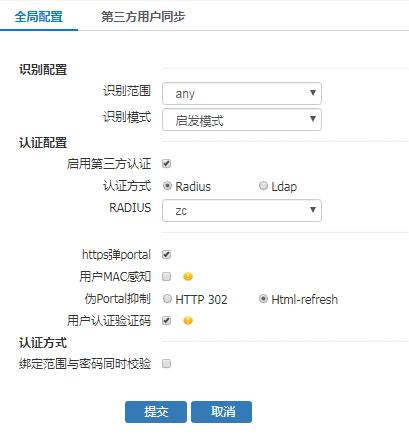 全局配置 第三方用户同步
识别配置
识别范围 any
识别模式 启发模式
认证配置
启用第三方认证
认证方式 Radius Ldap
RADIUS zc
https弹portal
用户MAC感知
伪Portal抑制 HTTP 302 Html-refresh
用户认证验证码
认证方式
绑定范围与密码同时校验
提交 取消